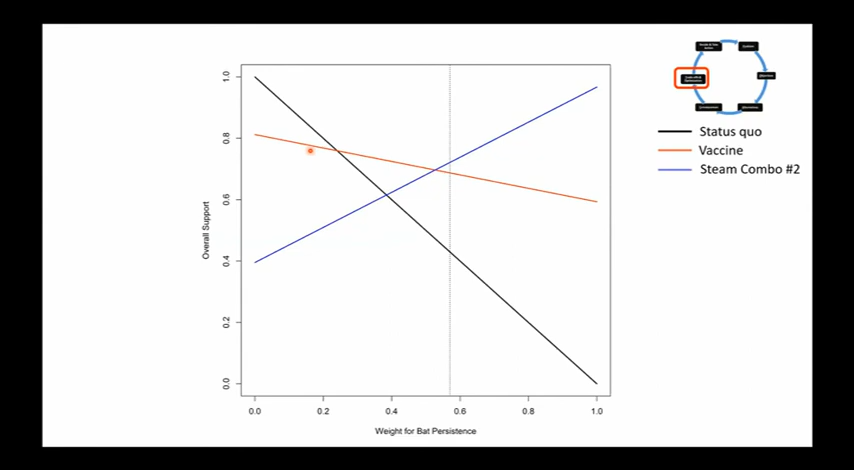 Status quo
Vaccine
Steam Combo #2
1.0
0.8
0.6
0.4
0.2
0.0
Overall Support
0.0 0.2 0.4 0.6 0.8 1.0
Weight for Bat Persistence